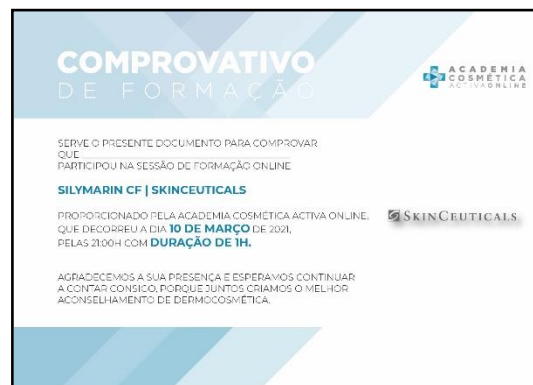 COMPROVATIVO
DE FORMAÇÃO
ACADEMIA
COSMÉTICA
ACTIVAONLINE
SERVE O PRESENTE DOCUMENTO PARA COMPROVAR
QUE
PARTICIPOU NA SESSÃO DE FORMAÇÃO ONLINE
SILYMARIN CF | SKINCEUTICALS
PROPORCIONADO PELA ACADEMIA COSMÉTICA ACTIVA ONLINE,
QUE DECORREU A DIA 10 DE MARÇO DE 2021,
PELAS 21:00H COM DURAÇÃO DE 1H.
SKINCEUTICALS
AGRADECEMOS A SUA PRESENÇA E ESPERAMOS CONTINUAR
A CONTAR CONSIGO, PORQUE JUNTOS CRIAMOS O MELHOR
ACONSELHAMENTO DE DERMOCOSMÉTICA.